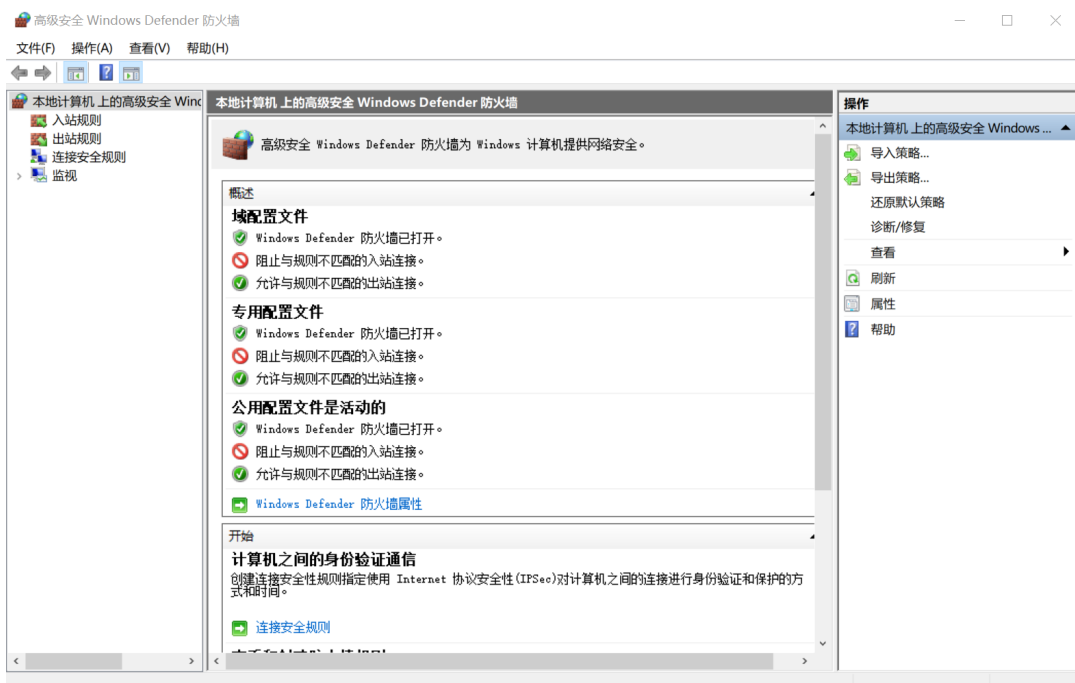 高级安全 Windows Defender 防火墙
文件(F) 操作(A) 查看(V) 帮助(H)
本地计算机 上的高级安全 Wind
入站规则
出站规则
连接安全规则
监视
本地计算机 上的高级安全 Windows Defender 防火墙
高级安全 Windows Defender 防火墙为 Windows 计算机提供网络安全。
概述
域配置文件
Windows Defender 防火墙已打开。
阻止与规则不匹配的入站连接。
允许与规则不匹配的出站连接。
专用配置文件
Windows Defender 防火墙已打开。
阻止与规则不匹配的入站连接。
允许与规则不匹配的出站连接。
公用配置文件是活动的
Windows Defender 防火墙已打开。
阻止与规则不匹配的入站连接。
允许与规则不匹配的出站连接。
Windows Defender 防火墙属性
开始
计算机之间的身份验证通信
创建连接安全性规则指定使用 Internet 协议安全性(IPSec)对计算机之间的连接进行身份验证和保护的方
式和时间。
连接安全规则
操作
本地计算机 上的高级安全 Windows ...
导入策略...
导出策略...
还原默认策略
诊断/修复
查看
刷新
属性
帮助